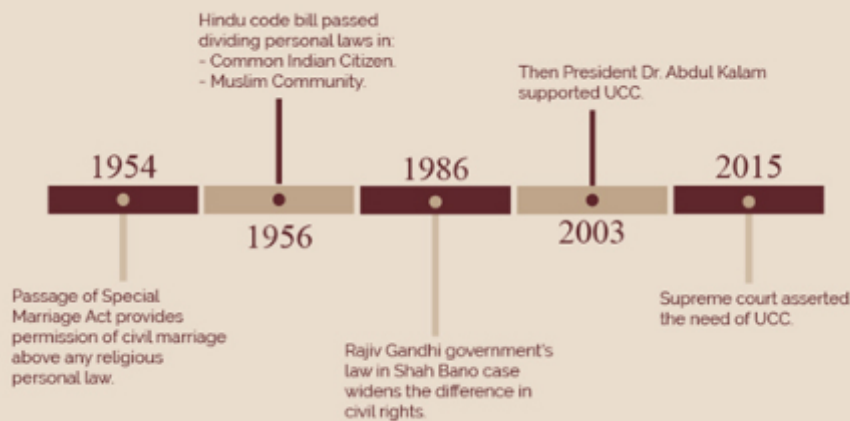 Hindu code bill passed
dividing personal laws in:
- Common Indian Citizen.
- Muslim Community.
Then President Dr. Abdul Kalam
supported UCC.
1954
1986
2015
1956
2003
Passage of Special
Marriage Act provides
permission of civil marriage
above any religious
personal law.
Rajiv Gandhi government's
law in Shah Bano case
widens the difference in
civil rights.
Supreme court asserted
the need of UCC.